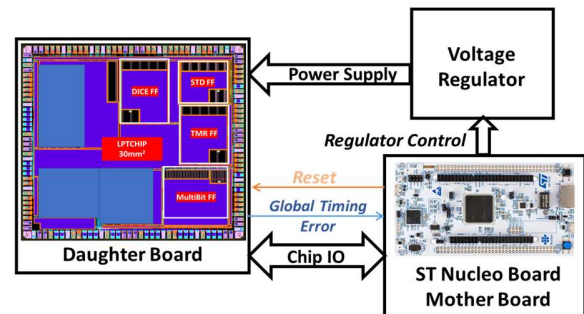 DICE FF
STD FF
TMR FF
LPTCHIP
30mm²
MultiBit FF
Daughter Board
Power Supply
Voltage
Regulator
Regulator Control
Reset
Global Timing
Error
Chip IO
ST Nucleo Board
Mother Board